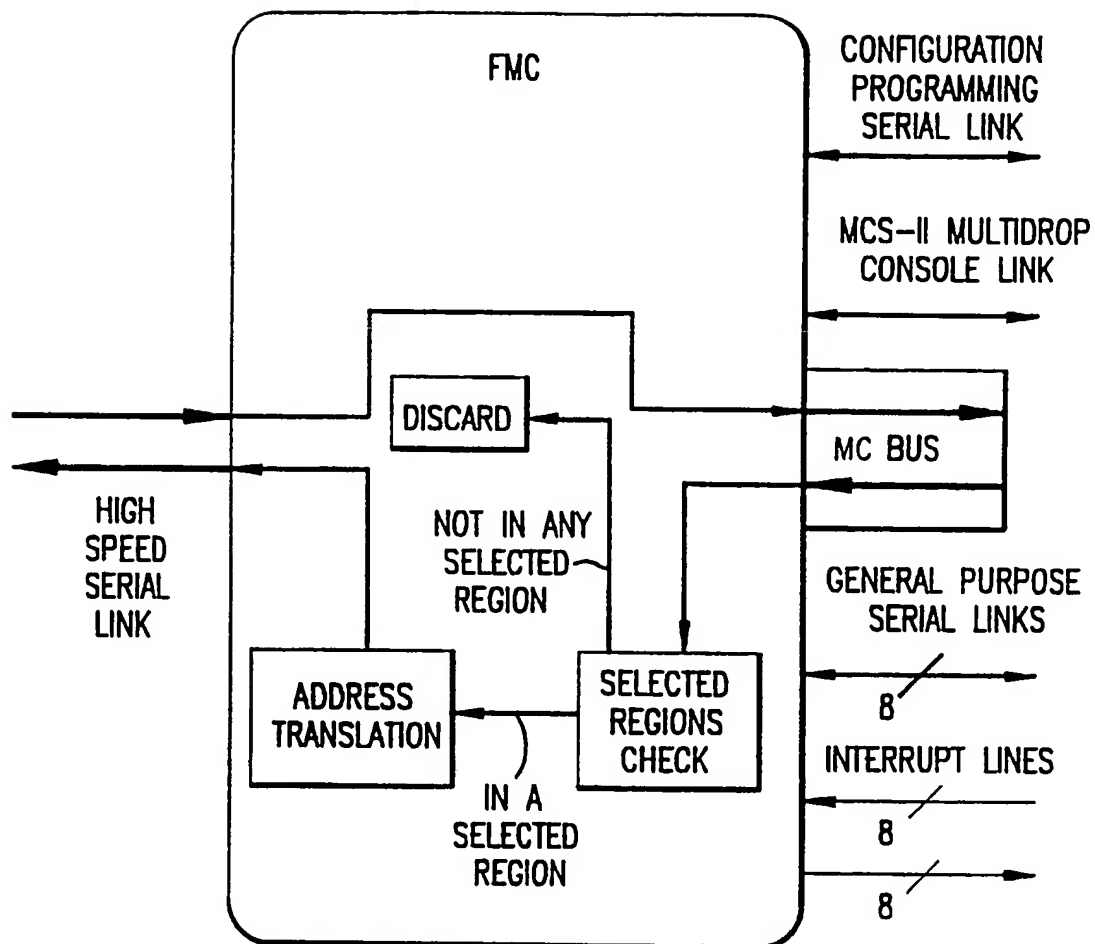 FMC
CONFIGURATION
PROGRAMMING
SERIAL LINK
MCS-II MULTIDROP
CONSOLE LINK
DISCARD
MC BUS
HIGH
SPEED
SERIAL
LINK
NOT IN ANY
SELECTED
REGION
GENERAL PURPOSE
SERIAL LINKS
8
ADDRESS
TRANSLATION
SELECTED
REGIONS
CHECK
IN A
SELECTED
REGION
INTERRUPT LINES
8
8